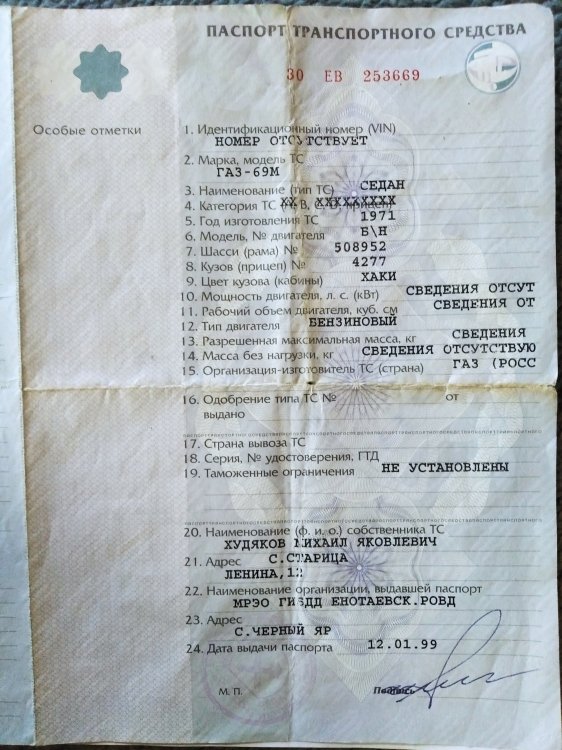 ПАСПОРТ ТРАНСПОРТНОГО СРЕДСТВА
30 ЕВ 253669
Особые отметки
1. Идентификационный номер (VIN)
НОМЕР ОТСУТСТВУЕТ
2. Марка, модель ТС
ГАЗ-69М
3. Наименование (тип ТС) СЕДАН
4. Категория ТС (А, В, С, D, прицеп) ХХ ХХХХХХХХХ
5. Год изготовления ТС 1971
6. Модель, № двигателя Б\Н
7. Шасси (рама) № 508952
8. Кузов (прицеп) № 4277
9. Цвет кузова (кабины) ХАКИ
10. Мощность двигателя, л. с. (кВт) СВЕДЕНИЯ ОТСУТ
11. Рабочий объем двигателя, куб. см СВЕДЕНИЯ ОТ
12. Тип двигателя БЕНЗИНОВЫЙ
13. Разрешенная максимальная масса, кг СВЕДЕНИЯ
14. Масса без нагрузки, кг СВЕДЕНИЯ ОТСУТСТВУЮ
15. Организация-изготовитель ТС (страна) ГАЗ (РОСС
16. Одобрение типа ТС № от
выдано
17. Страна вывоза ТС
18. Серия, № удостоверения, ГТД
19. Таможенные ограничения НЕ УСТАНОВЛЕНЫ
20. Наименование (ф. и. о.) собственника ТС
ХУДЯКОВ МИХАИЛ ЯКОВЛЕВИЧ
21. Адрес С.СТАРИЦА
ЛЕНИНА,12
22. Наименование организации, выдавшей паспорт
МРЭО ГИБДД ЕНОТАЕВСК.РОВД
23. Адрес
С.ЧЕРНЫЙ ЯР
24. Дата выдачи паспорта 12.01.99
М. П. Подпись